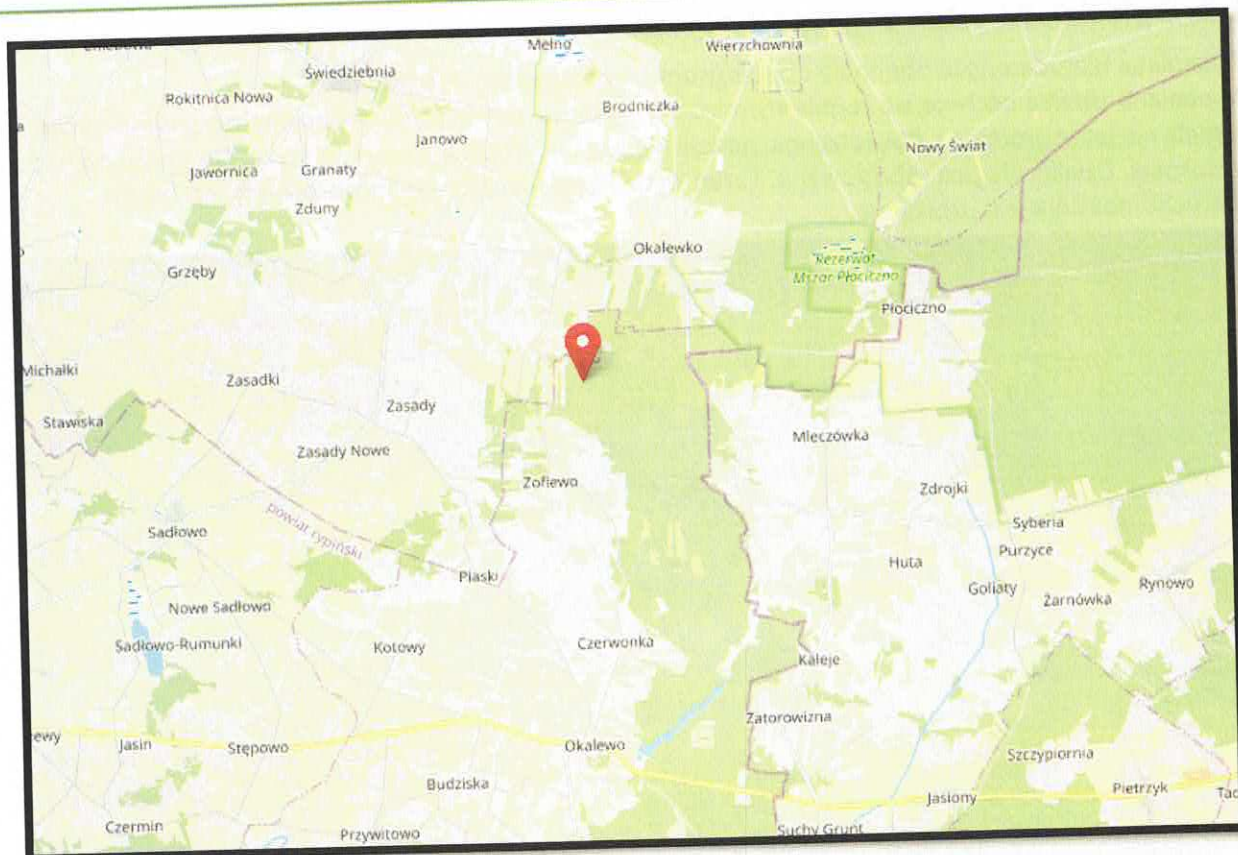 Mełno
Wierzchownia
Świedziebnia
Rokitnica Nowa
Brodniczka
Janowo
Nowy Świat
Jawornica
Granaty
Zduny
Okalewko
Rezerwat
Mszar Płociczno
Grzęby
Płociczno
Michałki
Zasadki
Zasady
Stawiska
Mleczówka
Zasady Nowe
Zofiewo
Zdrojki
powiat rypiński
Sadłowo
Syberia
Purzyce
Huta
Piaski
Goliaty
Rynowo
Żarnówka
Nowe Sadłowo
Sadłowo-Rumunki
Kotowy
Czerwonka
Kaleje
Zatorowizna
Jasin
Stępowo
Okalewo
Szczypiornia
Budziska
Pietrzyk
Jasiony
Czermin
Przywitowo
Suchy Grunt